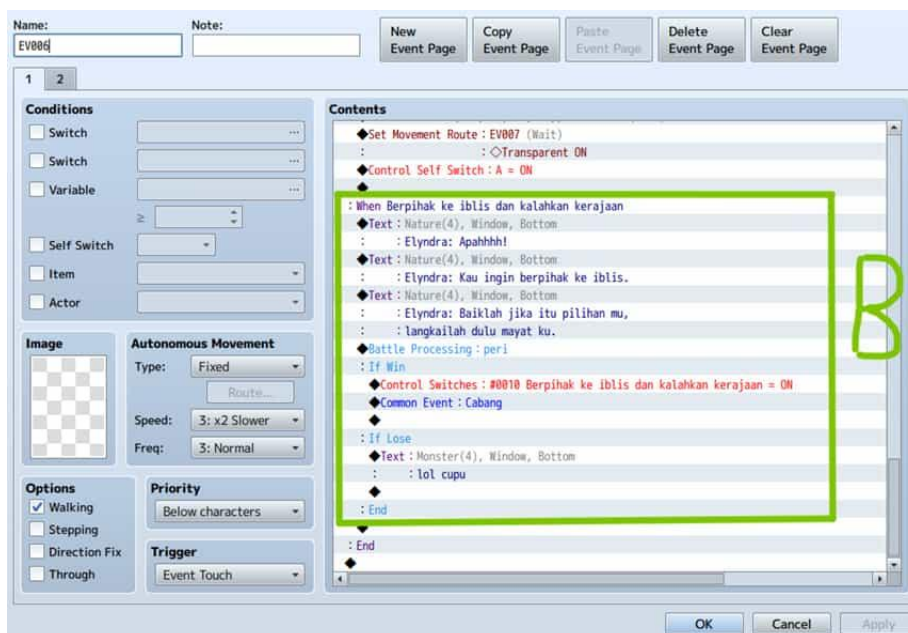 Name:
Note:
EV006
New Event Page
Copy Event Page
Paste Event Page
Delete Event Page
Clear Event Page
1 2
Conditions
Switch ...
Switch ...
Variable ...
≥
Self Switch
Item
Actor
Image
Autonomous Movement
Type: Fixed
Route...
Speed: 3: x2 Slower
Freq: 3: Normal
Options
Walking
Stepping
Direction Fix
Through
Priority
Below characters
Trigger
Event Touch
Contents
◆Set Movement Route : EV007 (Wait)
: : ◇Transparent ON
◆Control Self Switch : A = ON
◆
: When Berpihak ke iblis dan kalahkan kerajaan
◆Text : Nature(4), Window, Bottom
: : Elyndra: Apahhhh!
◆Text : Nature(4), Window, Bottom
: : Elyndra: Kau ingin berpihak ke iblis.
◆Text : Nature(4), Window, Bottom
: : Elyndra: Baiklah jika itu pilihan mu,
: : langkailah dulu mayat ku.
◆Battle Processing : peri
: If Win
◆Control Switches : #0010 Berpihak ke iblis dan kalahkan kerajaan = ON
◆Common Event : Cabang
◆
: If Lose
◆Text : Monster(4), Window, Bottom
: : lol cupu
◆
: End
◆
: End
◆
B
OK
Cancel
Apply